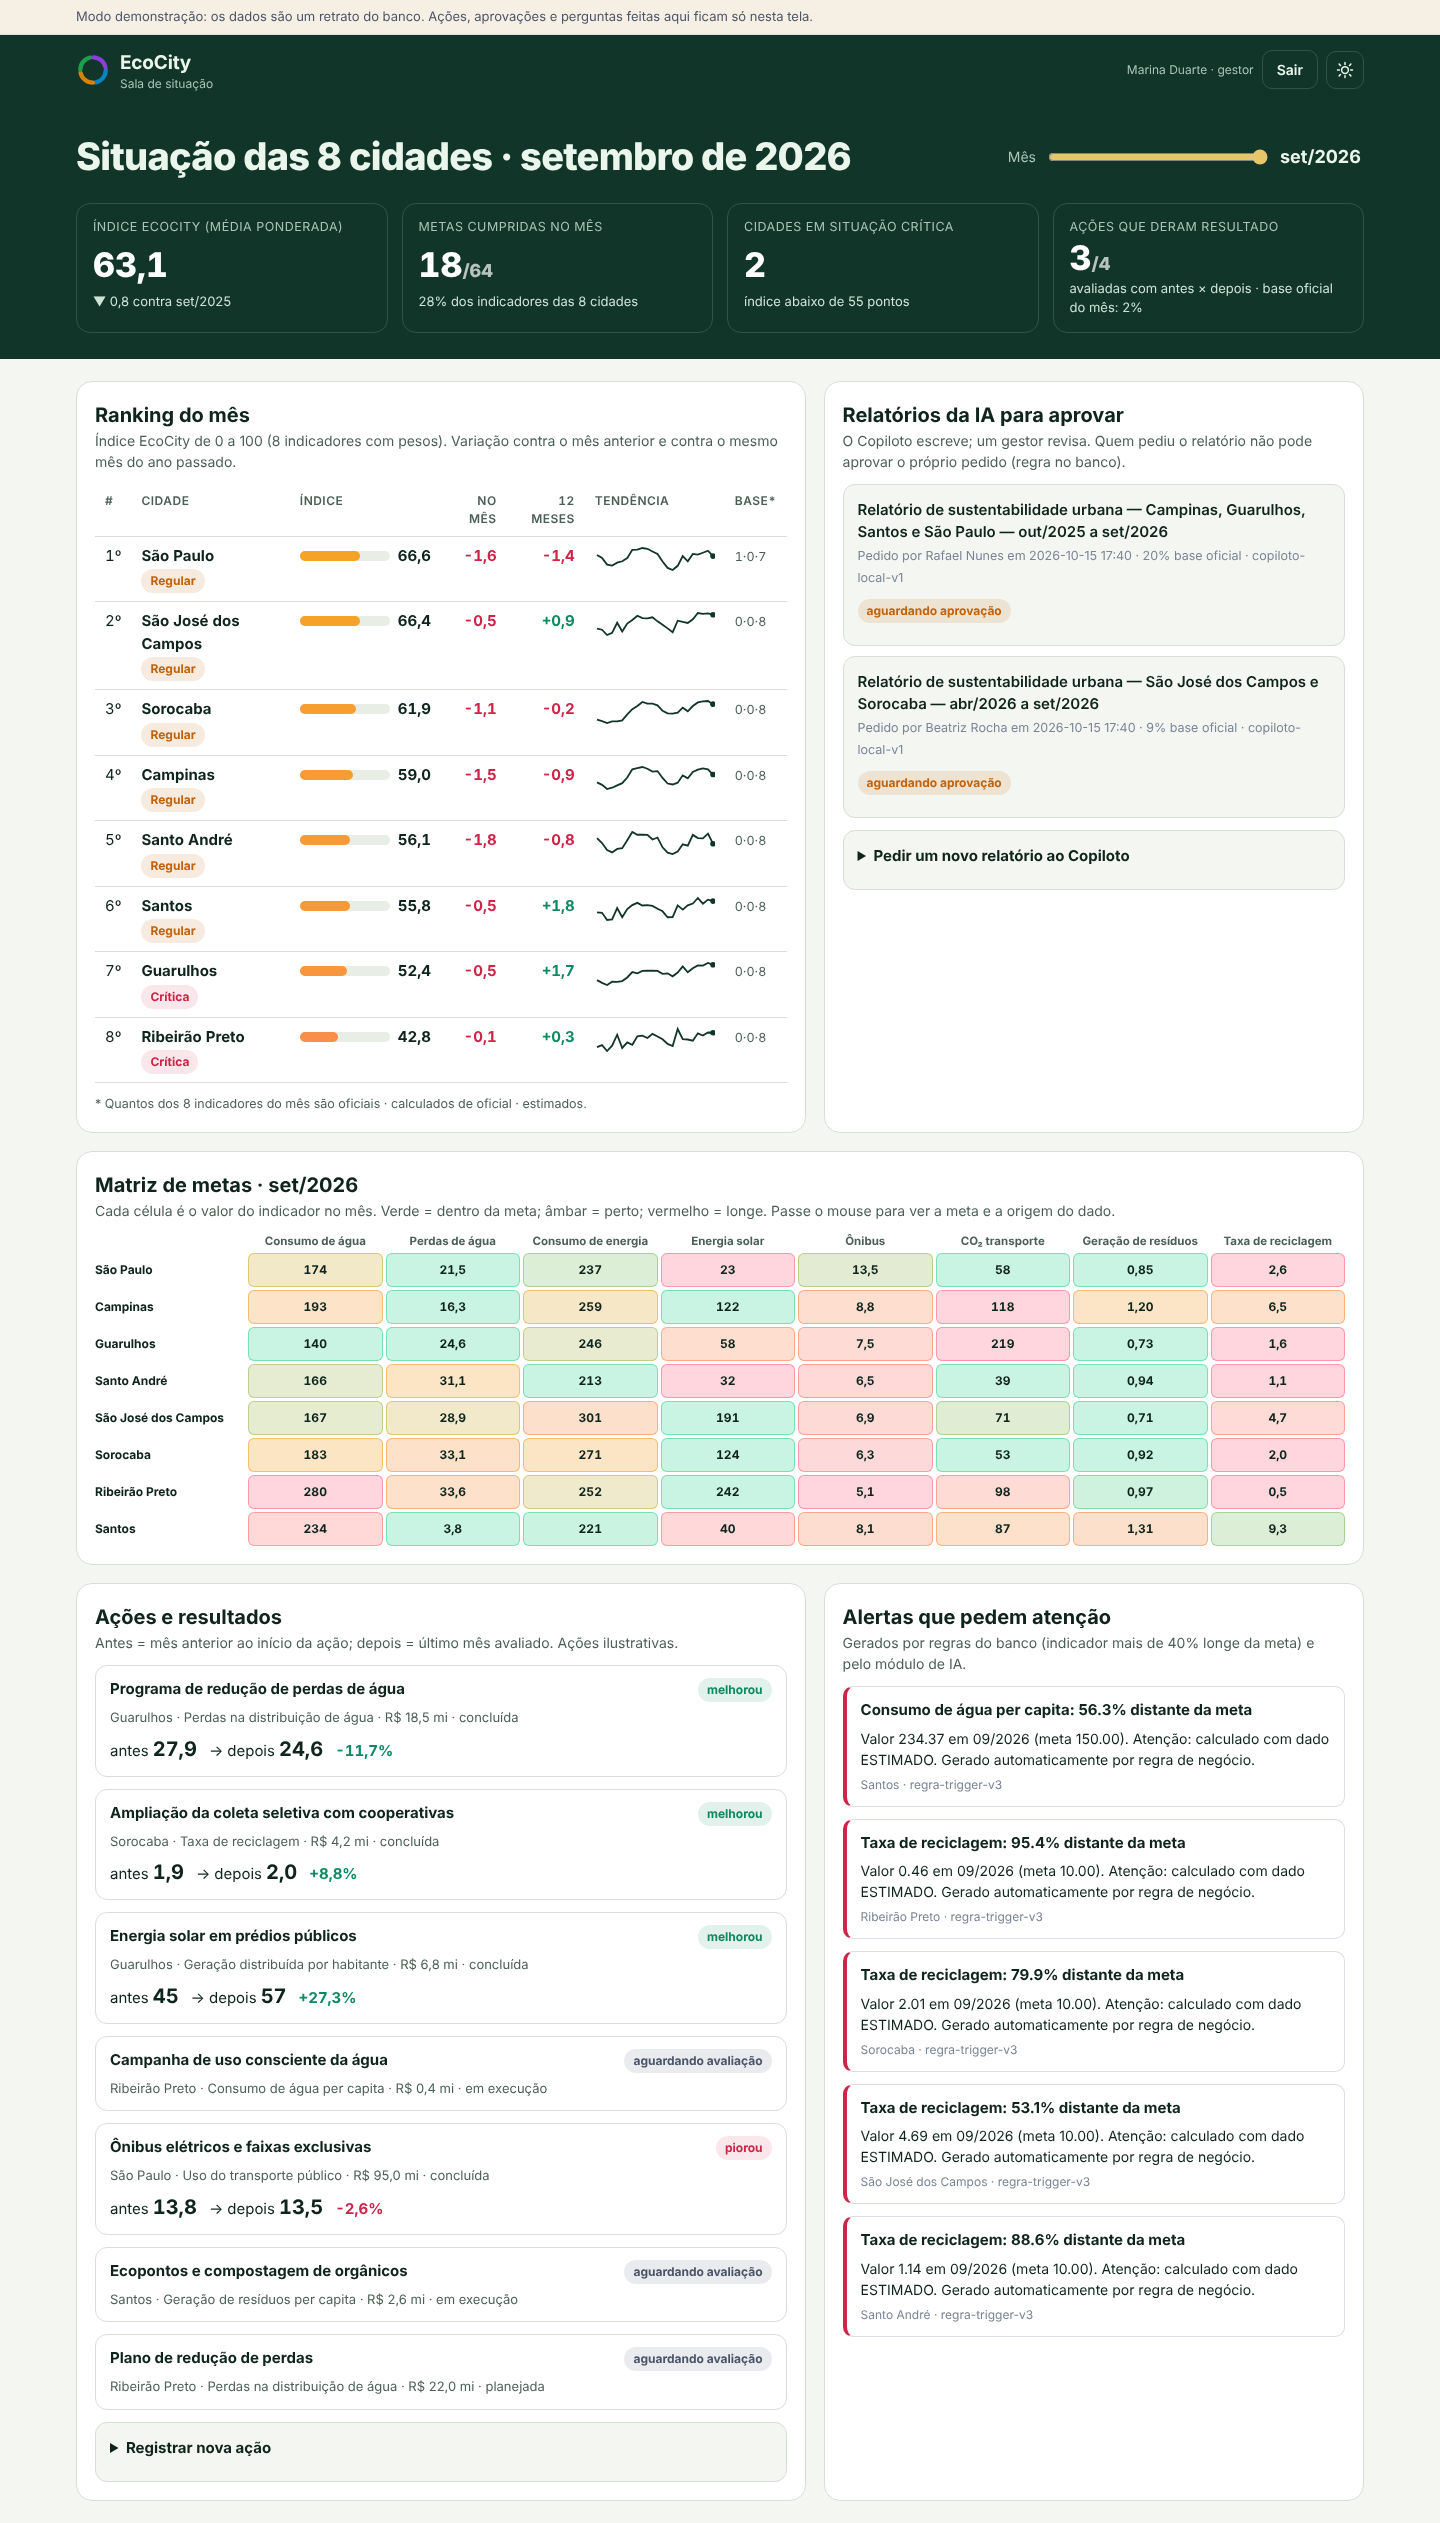 Modo demonstração: os dados são um retrato do banco. Ações, aprovações e perguntas feitas aqui ficam só nesta tela.
EcoCity
Sala de situação
Marina Duarte · gestor
Sair
Situação das 8 cidades · setembro de 2026
Mês
set/2026
ÍNDICE ECOCITY (MÉDIA PONDERADA)
63,1
▼ 0,8 contra set/2025
METAS CUMPRIDAS NO MÊS
18/64
28% dos indicadores das 8 cidades
CIDADES EM SITUAÇÃO CRÍTICA
2
índice abaixo de 55 pontos
AÇÕES QUE DERAM RESULTADO
3/4
avaliadas com antes × depois · base oficial
do mês: 2%
Ranking do mês
Índice EcoCity de 0 a 100 (8 indicadores com pesos). Variação contra o mês anterior e contra o mesmo
mês do ano passado.
# CIDADE ÍNDICE NO MÊS 12 MESES TENDÊNCIA BASE*
1º São Paulo 66,6 -1,6 -1,4 1·0·7
Regular
2º São José dos Campos 66,4 -0,5 +0,9 0·0·8
Regular
3º Sorocaba 61,9 -1,1 -0,2 0·0·8
Regular
4º Campinas 59,0 -1,5 -0,9 0·0·8
Regular
5º Santo André 56,1 -1,8 -0,8 0·0·8
Regular
6º Santos 55,8 -0,5 +1,8 0·0·8
Regular
7º Guarulhos 52,4 -0,5 +1,7 0·0·8
Crítica
8º Ribeirão Preto 42,8 -0,1 +0,3 0·0·8
Crítica
* Quantos dos 8 indicadores do mês são oficiais · calculados de oficial · estimados.
Relatórios da IA para aprovar
O Copiloto escreve; um gestor revisa. Quem pediu o relatório não pode
aprovar o próprio pedido (regra no banco).
Relatório de sustentabilidade urbana — Campinas, Guarulhos,
Santos e São Paulo — out/2025 a set/2026
Pedido por Rafael Nunes em 2026-10-15 17:40 · 20% base oficial · copiloto-
local-v1
aguardando aprovação
Relatório de sustentabilidade urbana — São José dos Campos e
Sorocaba — abr/2026 a set/2026
Pedido por Beatriz Rocha em 2026-10-15 17:40 · 9% base oficial · copiloto-
local-v1
aguardando aprovação
▶ Pedir um novo relatório ao Copiloto
Matriz de metas · set/2026
Cada célula é o valor do indicador no mês. Verde = dentro da meta; âmbar = perto; vermelho = longe. Passe o mouse para ver a meta e a origem do dado.
Consumo de água Perdas de água Consumo de energia Energia solar Ônibus CO₂ transporte Geração de resíduos Taxa de reciclagem
São Paulo 174 21,5 237 23 13,5 58 0,85 2,6
Campinas 193 16,3 259 122 8,8 118 1,20 6,5
Guarulhos 140 24,6 246 58 7,5 219 0,73 1,6
Santo André 166 31,1 213 32 6,5 39 0,94 1,1
São José dos Campos 167 28,9 301 191 6,9 71 0,71 4,7
Sorocaba 183 33,1 271 124 6,3 53 0,92 2,0
Ribeirão Preto 280 33,6 252 242 5,1 98 0,97 0,5
Santos 234 3,8 221 40 8,1 87 1,31 9,3
Ações e resultados
Antes = mês anterior ao início da ação; depois = último mês avaliado. Ações ilustrativas.
Programa de redução de perdas de água melhorou
Guarulhos · Perdas na distribuição de água · R$ 18,5 mi · concluída
antes 27,9 → depois 24,6 -11,7%
Ampliação da coleta seletiva com cooperativas melhorou
Sorocaba · Taxa de reciclagem · R$ 4,2 mi · concluída
antes 1,9 → depois 2,0 +8,8%
Energia solar em prédios públicos melhorou
Guarulhos · Geração distribuída por habitante · R$ 6,8 mi · concluída
antes 45 → depois 57 +27,3%
Campanha de uso consciente da água aguardando avaliação
Ribeirão Preto · Consumo de água per capita · R$ 0,4 mi · em execução
Ônibus elétricos e faixas exclusivas piorou
São Paulo · Uso do transporte público · R$ 95,0 mi · concluída
antes 13,8 → depois 13,5 -2,6%
Ecopontos e compostagem de orgânicos aguardando avaliação
Santos · Geração de resíduos per capita · R$ 2,6 mi · em execução
Plano de redução de perdas aguardando avaliação
Ribeirão Preto · Perdas na distribuição de água · R$ 22,0 mi · planejada
▶ Registrar nova ação
Alertas que pedem atenção
Gerados por regras do banco (indicador mais de 40% longe da meta) e
pelo módulo de IA.
Consumo de água per capita: 56.3% distante da meta
Valor 234.37 em 09/2026 (meta 150.00). Atenção: calculado com dado
ESTIMADO. Gerado automaticamente por regra de negócio.
Santos · regra-trigger-v3
Taxa de reciclagem: 95.4% distante da meta
Valor 0.46 em 09/2026 (meta 10.00). Atenção: calculado com dado
ESTIMADO. Gerado automaticamente por regra de negócio.
Ribeirão Preto · regra-trigger-v3
Taxa de reciclagem: 79.9% distante da meta
Valor 2.01 em 09/2026 (meta 10.00). Atenção: calculado com dado
ESTIMADO. Gerado automaticamente por regra de negócio.
Sorocaba · regra-trigger-v3
Taxa de reciclagem: 53.1% distante da meta
Valor 4.69 em 09/2026 (meta 10.00). Atenção: calculado com dado
ESTIMADO. Gerado automaticamente por regra de negócio.
São José dos Campos · regra-trigger-v3
Taxa de reciclagem: 88.6% distante da meta
Valor 1.14 em 09/2026 (meta 10.00). Atenção: calculado com dado
ESTIMADO. Gerado automaticamente por regra de negócio.
Santo André · regra-trigger-v3